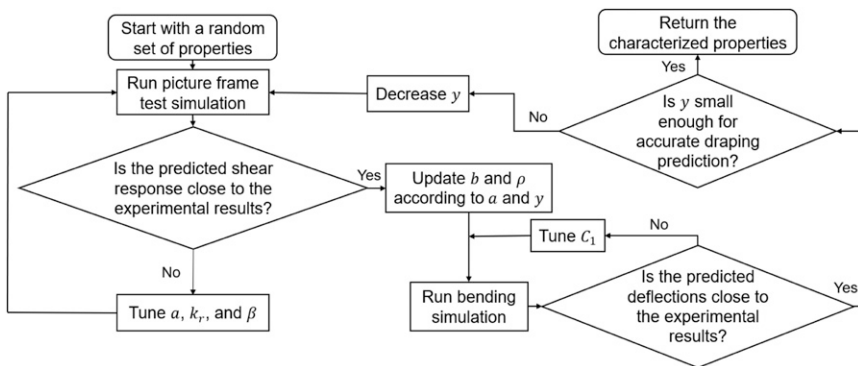 Start with a random
set of properties
Run picture frame
test simulation
Is the predicted shear
response close to the
experimental results?
No
Tune a, kᵣ, and β
Yes
Update b and ρ
according to a and y
Run bending
simulation
Is the predicted
deflections close to
the experimental
results?
No
Tune C₁
Yes
Is y small
enough for
accurate draping
prediction?
No
Decrease y
Yes
Return the
characterized properties